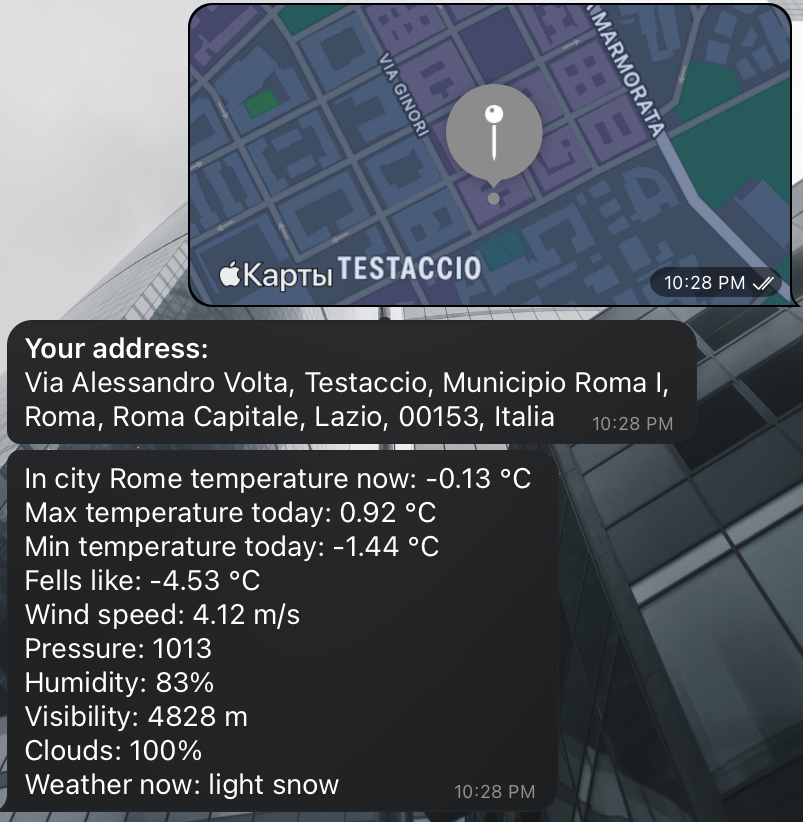 VIA GINORI
MARMORATA
Карты
TESTACCIO
10:28 PM
Your address:
Via Alessandro Volta, Testaccio, Municipio Roma I,
Roma, Roma Capitale, Lazio, 00153, Italia
10:28 PM
In city Rome temperature now: -0.13 °C
Max temperature today: 0.92 °C
Min temperature today: -1.44 °C
Fells like: -4.53 °C
Wind speed: 4.12 m/s
Pressure: 1013
Humidity: 83%
Visibility: 4828 m
Clouds: 100%
Weather now: light snow
10:28 PM